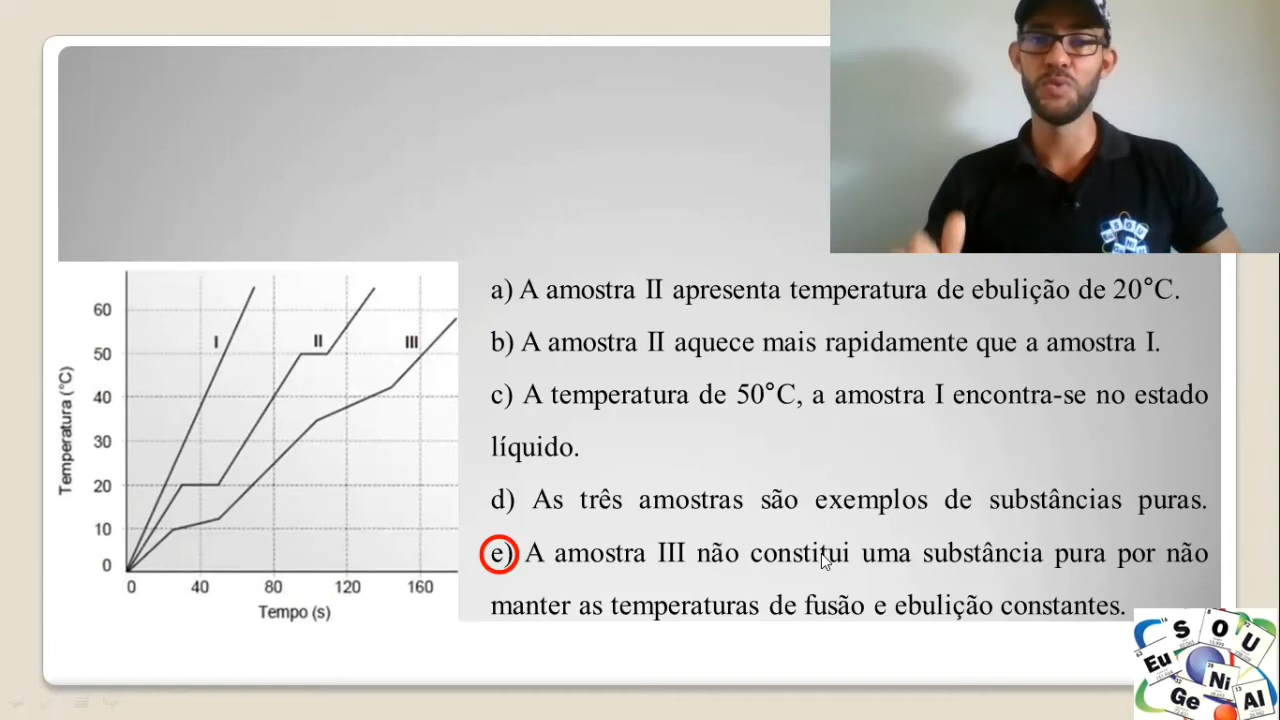 a) A amostra II apresenta temperatura de ebulição de 20°C.
b) A amostra II aquece mais rapidamente que a amostra I.
c) A temperatura de 50°C, a amostra I encontra-se no estado
líquido.
d) As três amostras são exemplos de substâncias puras.
e) A amostra III não constitui uma substância pura por não
manter as temperaturas de fusão e ebulição constantes.
Temperatura (°C)
60
50
40
30
20
10
0
I
II
III
0 40 80 120 160
Tempo (s)
S O U
Eu Ni
Ge Al